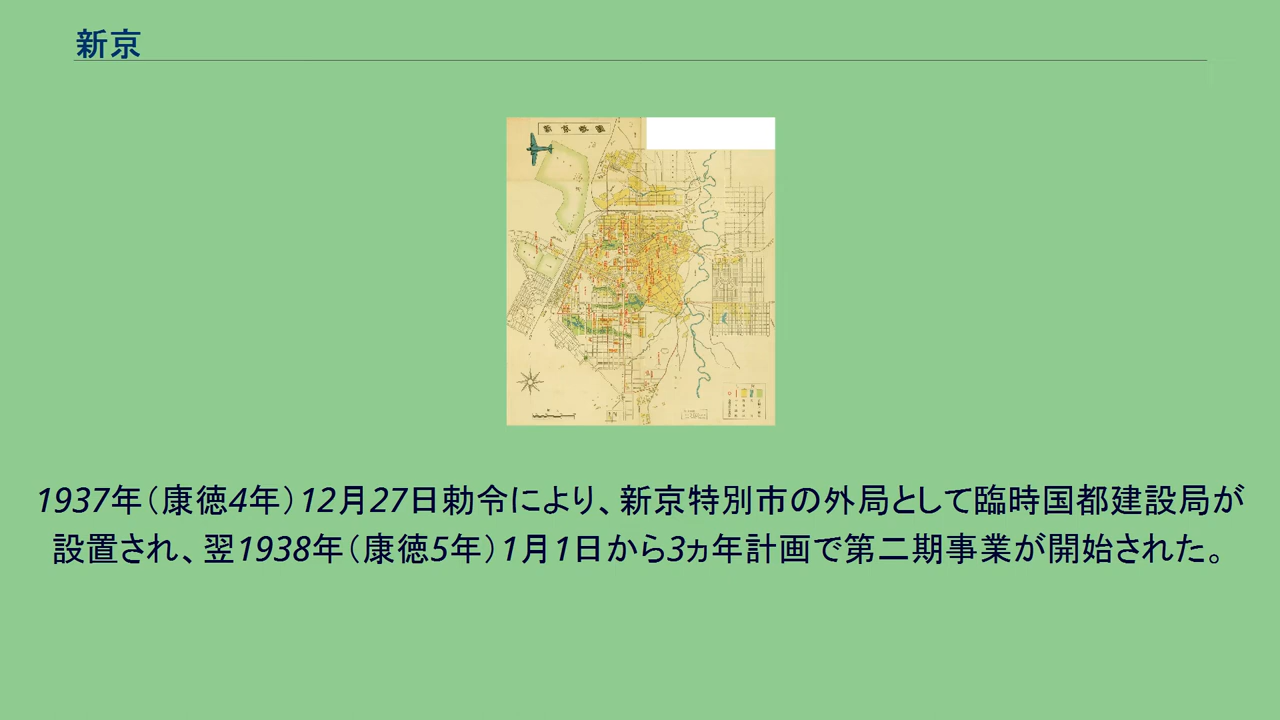 新京
1937年（康徳4年）12月27日勅令により、新京特別市の外局として臨時国都建設局が
設置され、翌1938年（康徳5年）1月1日から3ヵ年計画で第二期事業が開始された。